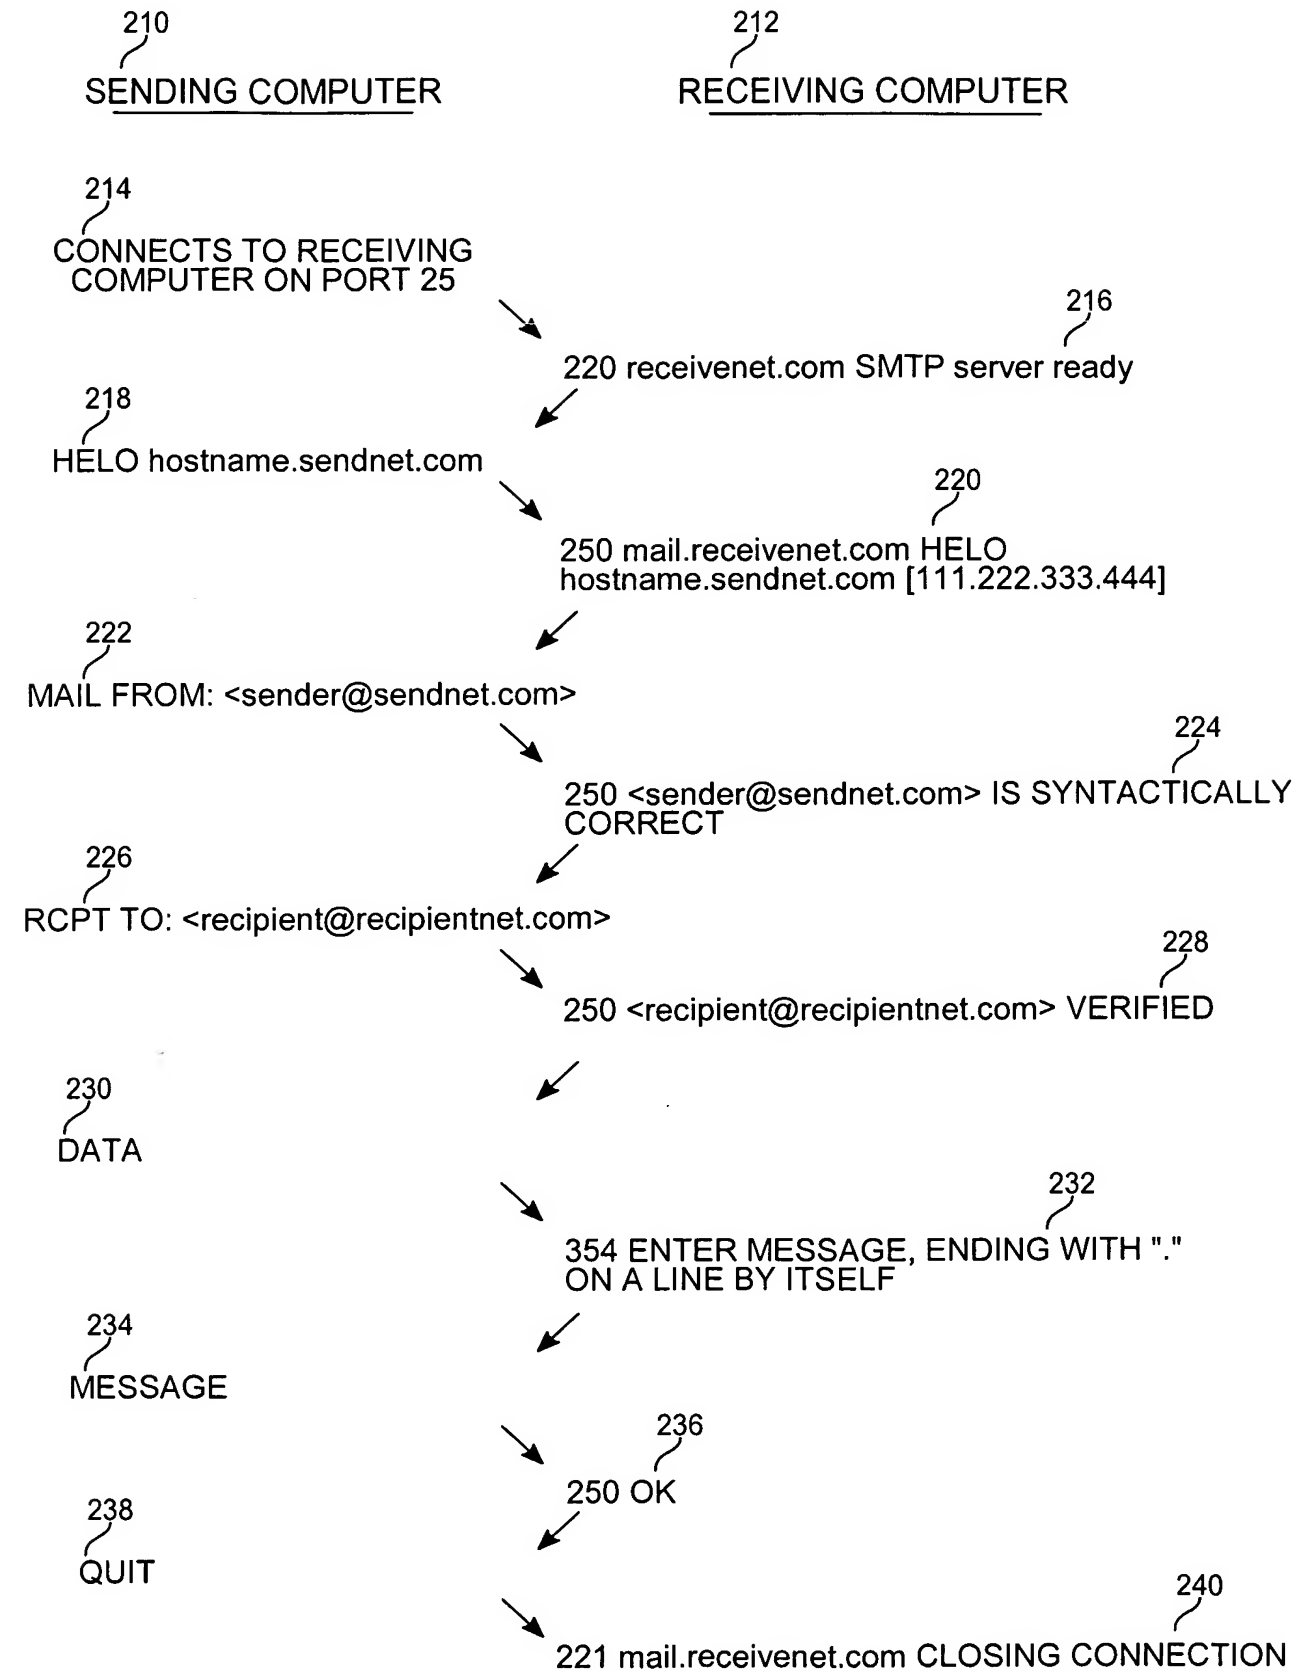 210
212
SENDING COMPUTER
RECEIVING COMPUTER
214
CONNECTS TO RECEIVING
COMPUTER ON PORT 25
216
220 receivenet.com SMTP server ready
218
HELO hostname.sendnet.com
220
250 mail.receivenet.com HELO
hostname.sendnet.com [111.222.333.444]
222
MAIL FROM: <sender@sendnet.com>
224
250 <sender@sendnet.com> IS SYNTACTICALLY
CORRECT
226
RCPT TO: <recipient@recipientnet.com>
228
250 <recipient@recipientnet.com> VERIFIED
230
DATA
232
354 ENTER MESSAGE, ENDING WITH "."
ON A LINE BY ITSELF
234
MESSAGE
236
250 OK
238
QUIT
240
221 mail.receivenet.com CLOSING CONNECTION